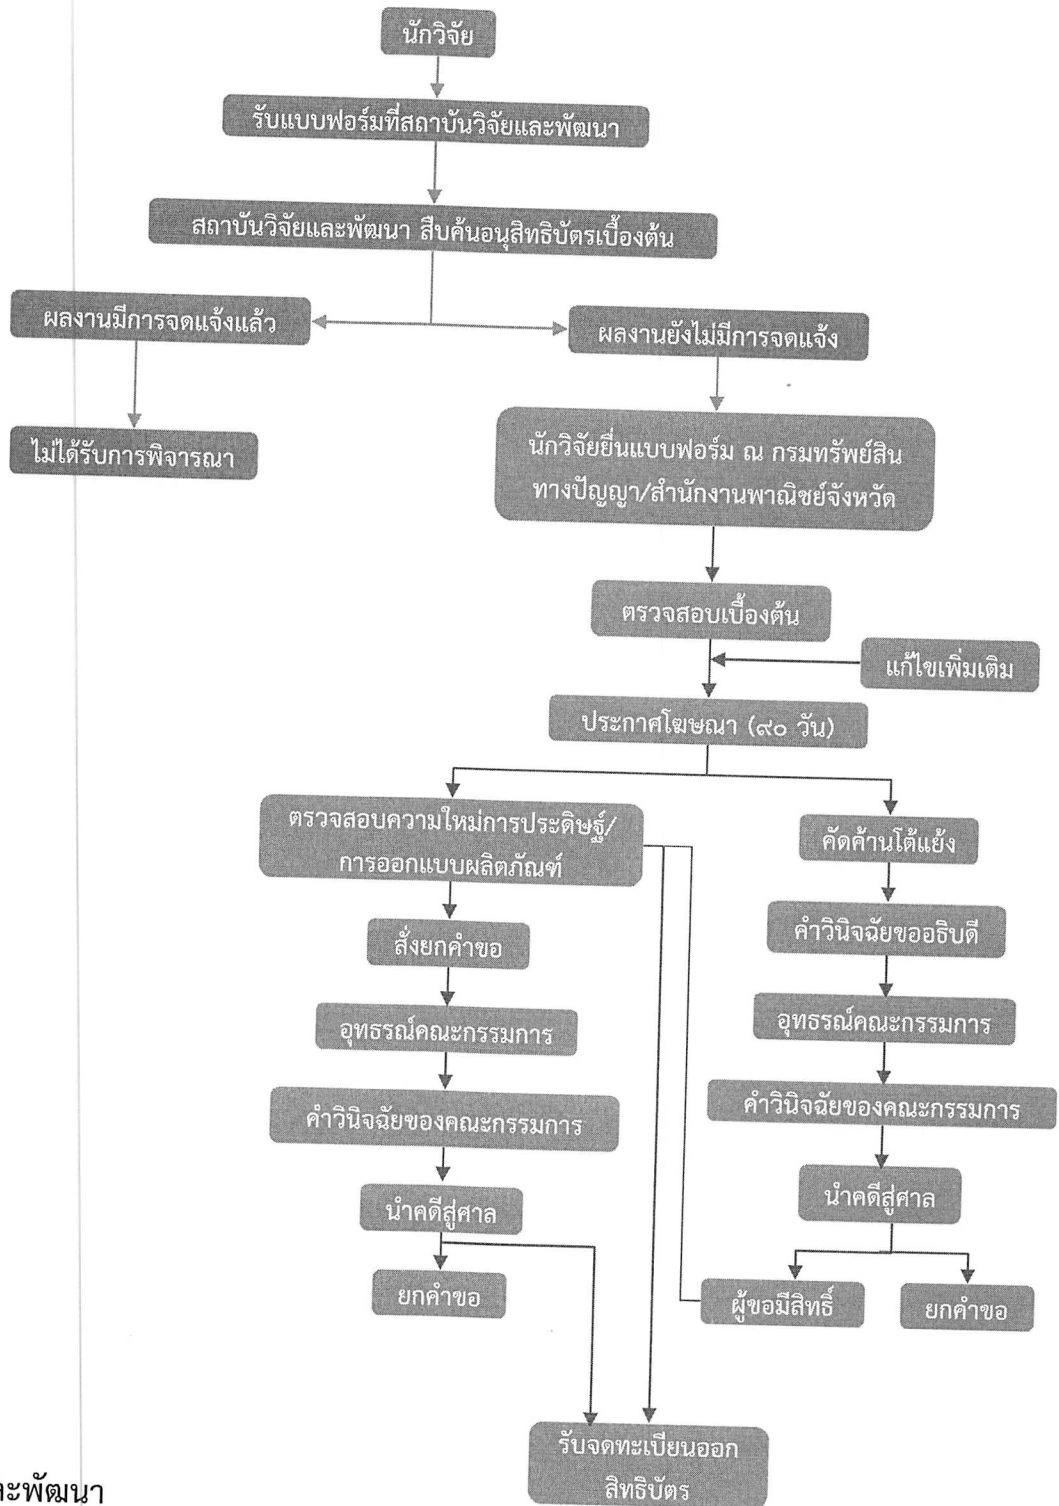 นักวิจัย
รับแบบฟอร์มที่สถาบันวิจัยและพัฒนา
สถาบันวิจัยและพัฒนา สืบค้นอนุสิทธิบัตรเบื้องต้น
ผลงานมีการจดแจ้งแล้ว
ผลงานยังไม่มีการจดแจ้ง
ไม่ได้รับการพิจารณา
นักวิจัยยื่นแบบฟอร์ม ณ กรมทรัพย์สิน
ทางปัญญา/สำนักงานพาณิชย์จังหวัด
ตรวจสอบเบื้องต้น
แก้ไขเพิ่มเติม
ประกาศโฆษณา (๙๐ วัน)
ตรวจสอบความใหม่การประดิษฐ์/
การออกแบบผลิตภัณฑ์
สั่งยกคำขอ
อุทธรณ์คณะกรรมการ
คำวินิจฉัยของคณะกรรมการ
นำคดีสู่ศาล
ยกคำขอ
คัดค้านโต้แย้ง
คำวินิจฉัยขออธิบดี
อุทธรณ์คณะกรรมการ
คำวินิจฉัยของคณะกรรมการ
นำคดีสู่ศาล
ผู้ขอมีสิทธิ์
ยกคำขอ
รับจดทะเบียนออก
สิทธิบัตร
ละพัฒนา